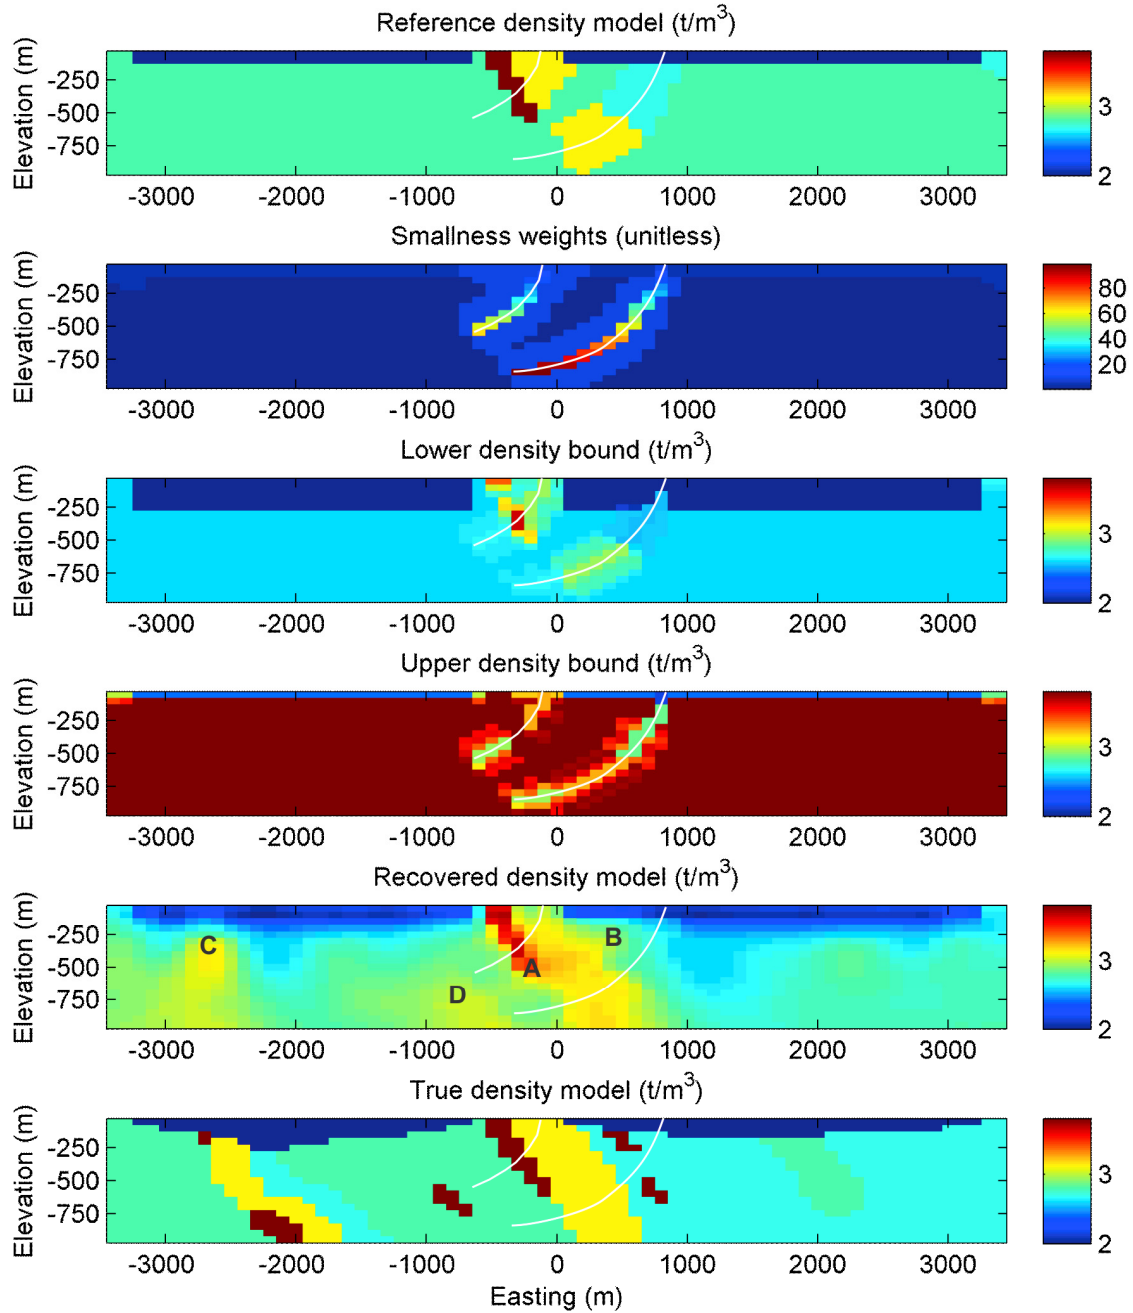 Reference density model (t/m³)
Elevation (m)
-250
-500
-750
-3000 -2000 -1000 0 1000 2000 3000
3
2
Smallness weights (unitless)
Elevation (m)
-250
-500
-750
-3000 -2000 -1000 0 1000 2000 3000
80
60
40
20
Lower density bound (t/m³)
Elevation (m)
-250
-500
-750
-3000 -2000 -1000 0 1000 2000 3000
3
2
Upper density bound (t/m³)
Elevation (m)
-250
-500
-750
-3000 -2000 -1000 0 1000 2000 3000
3
2
Recovered density model (t/m³)
Elevation (m)
-250
-500
-750
C
B
A
D
-3000 -2000 -1000 0 1000 2000 3000
3
2
True density model (t/m³)
Elevation (m)
-250
-500
-750
-3000 -2000 -1000 0 1000 2000 3000
3
2
Easting (m)